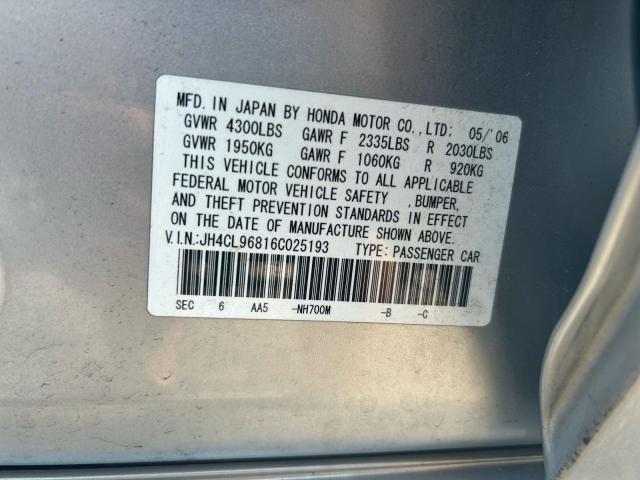 MFD. IN JAPAN BY HONDA MOTOR CO., LTD; 05/'06
GVWR 4300LBS GAWR F 2335LBS R 2030LBS
GVWR 1950KG GAWR F 1060KG R 920KG
THIS VEHICLE CONFORMS TO ALL APPLICABLE
FEDERAL MOTOR VEHICLE SAFETY , BUMPER,
AND THEFT PREVENTION STANDARDS IN EFFECT
ON THE DATE OF MANUFACTURE SHOWN ABOVE.
V.I.N.:JH4CL96816C025193 TYPE: PASSENGER CAR
SEC 6 AA5 -NH700M -B -C